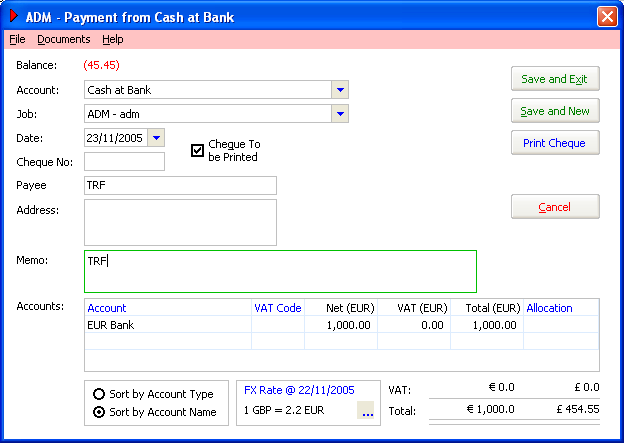 ADM - Payment from Cash at Bank
File Documents Help
Balance: (45.45)
Account: Cash at Bank
Save and Exit
Job: ADM - adm
Save and New
Date: 23/11/2005
Cheque To
be Printed
Print Cheque
Cheque No:
Payee TRF
Address:
Cancel
Memo: TRF
Accounts: Account VAT Code Net (EUR) VAT (EUR) Total (EUR) Allocation
EUR Bank 1,000.00 0.00 1,000.00
Sort by Account Type
Sort by Account Name
FX Rate @ 22/11/2005
1 GBP = 2.2 EUR ...
VAT: € 0.0 £ 0.0
Total: € 1,000.0 £ 454.55